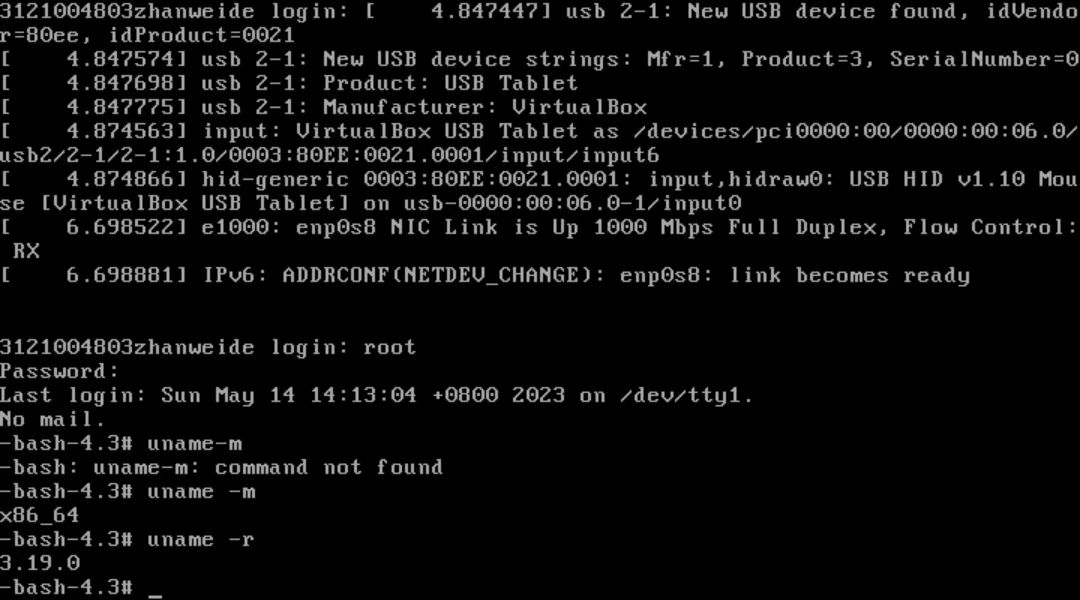 3121004803zhanweide login: [    4.847447] usb 2-1: New USB device found, idVendo
r=80ee, idProduct=0021
[    4.847574] usb 2-1: New USB device strings: Mfr=1, Product=3, SerialNumber=0
[    4.847698] usb 2-1: Product: USB Tablet
[    4.847775] usb 2-1: Manufacturer: VirtualBox
[    4.874563] input: VirtualBox USB Tablet as /devices/pci0000:00/0000:00:06.0/
usb2/2-1/2-1:1.0/0003:80EE:0021.0001/input/input6
[    4.874866] hid-generic 0003:80EE:0021.0001: input,hidraw0: USB HID v1.10 Mou
se [VirtualBox USB Tablet] on usb-0000:00:06.0-1/input0
[    6.698522] e1000: enp0s8 NIC Link is Up 1000 Mbps Full Duplex, Flow Control:
 RX
[    6.698881] IPv6: ADDRCONF(NETDEV_CHANGE): enp0s8: link becomes ready
3121004803zhanweide login: root
Password:
Last login: Sun May 14 14:13:04 +0800 2023 on /dev/tty1.
No mail.
-bash-4.3# uname-m
-bash: uname-m: command not found
-bash-4.3# uname -m
x86_64
-bash-4.3# uname -r
3.19.0
-bash-4.3# _